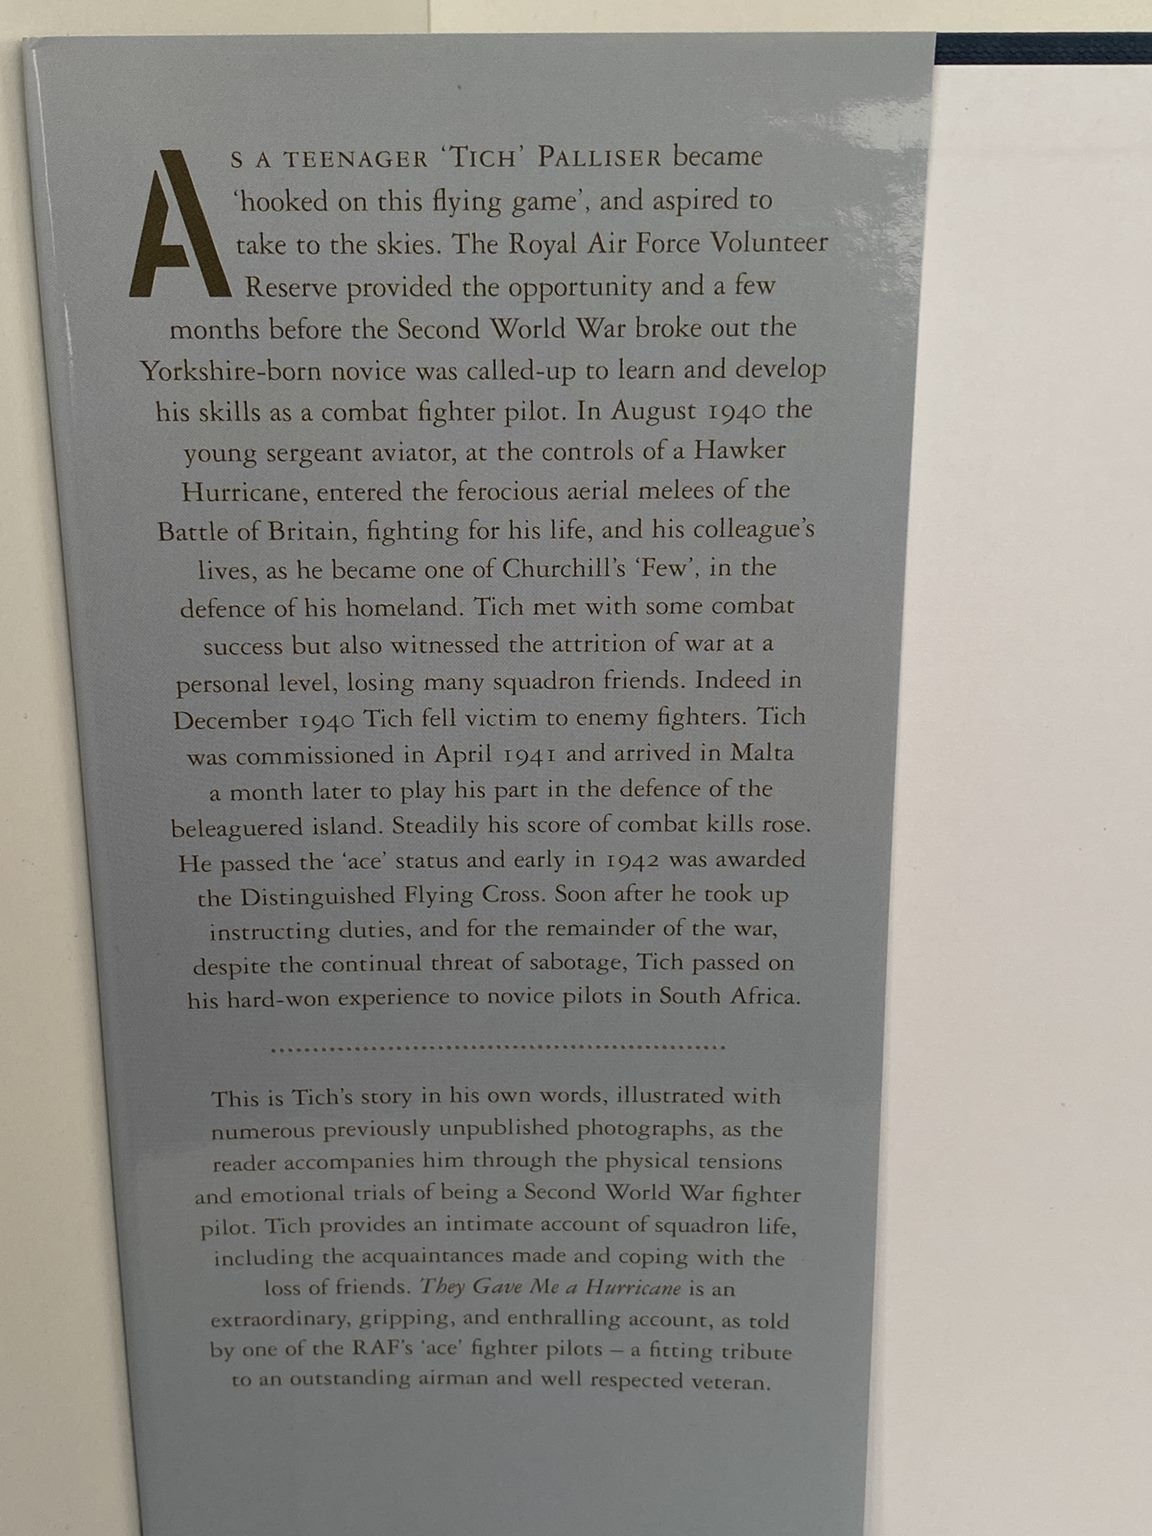 AS A TEENAGER ‘TICH’ PALLISER became
‘hooked on this flying game’, and aspired to
take to the skies. The Royal Air Force Volunteer
Reserve provided the opportunity and a few
months before the Second World War broke out the
Yorkshire-born novice was called-up to learn and develop
his skills as a combat fighter pilot. In August 1940 the
young sergeant aviator, at the controls of a Hawker
Hurricane, entered the ferocious aerial melees of the
Battle of Britain, fighting for his life, and his colleague’s
lives, as he became one of Churchill’s ‘Few’, in the
defence of his homeland. Tich met with some combat
success but also witnessed the attrition of war at a
personal level, losing many squadron friends. Indeed in
December 1940 Tich fell victim to enemy fighters. Tich
was commissioned in April 1941 and arrived in Malta
a month later to play his part in the defence of the
beleaguered island. Steadily his score of combat kills rose.
He passed the ‘ace’ status and early in 1942 was awarded
the Distinguished Flying Cross. Soon after he took up
instructing duties, and for the remainder of the war,
despite the continual threat of sabotage, Tich passed on
his hard-won experience to novice pilots in South Africa.
This is Tich’s story in his own words, illustrated with
numerous previously unpublished photographs, as the
reader accompanies him through the physical tensions
and emotional trials of being a Second World War fighter
pilot. Tich provides an intimate account of squadron life,
including the acquaintances made and coping with the
loss of friends. They Gave Me a Hurricane is an
extraordinary, gripping, and enthralling account, as told
by one of the RAF’s ‘ace’ fighter pilots – a fitting tribute
to an outstanding airman and well respected veteran.